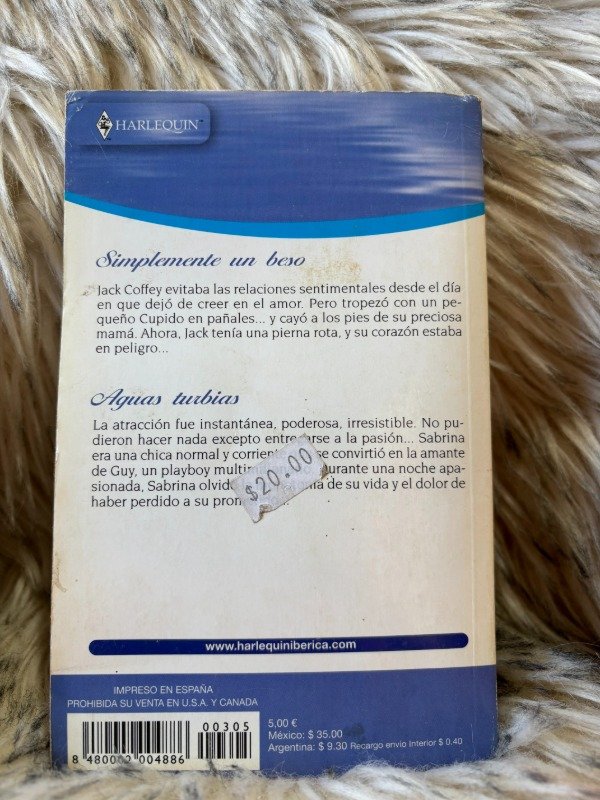 HARLEQUIN™
Simplemente un beso
Jack Coffey evitaba las relaciones sentimentales desde el día
en que dejó de creer en el amor. Pero tropezó con un pe-
queño Cupido en pañales... y cayó a los pies de su preciosa
mamá. Ahora, Jack tenía una pierna rota, y su corazón estaba
en peligro...
Aguas turbias
La atracción fue instantánea, poderosa, irresistible. No pu-
dieron hacer nada excepto entregarse a la pasión... Sabrina
era una chica normal y se convirtió en la amante
de Guy, un playboy durante una noche apa-
sionada, Sabrina de su vida y el dolor de
haber perdido a su
$20.00
www.harlequiniberica.com
IMPRESO EN ESPAÑA
PROHIBIDA SU VENTA EN U.S.A. Y CANADA
00305
8 480002 004886
5,00 €
México: $ 35.00
Argentina: $ 9.30 Recargo envio Interior $ 0.40